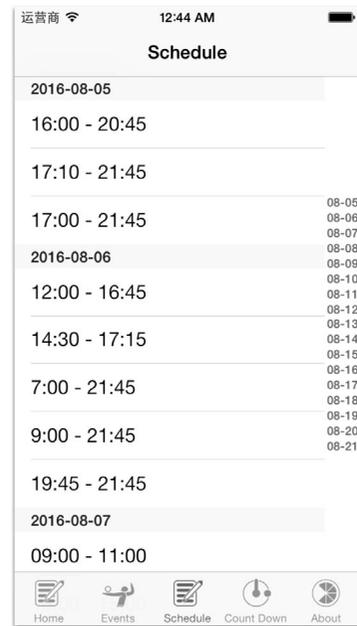 运营商 12:44 AM
Schedule
2016-08-05
16:00 - 20:45
17:10 - 21:45
17:00 - 21:45
2016-08-06
12:00 - 16:45
14:30 - 17:15
7:00 - 21:45
9:00 - 21:45
19:45 - 21:45
2016-08-07
09:00 - 11:00
08-05
08-06
08-07
08-08
08-09
08-10
08-11
08-12
08-13
08-14
08-15
08-16
08-17
08-18
08-19
08-20
08-21
Home Events Schedule Count Down About